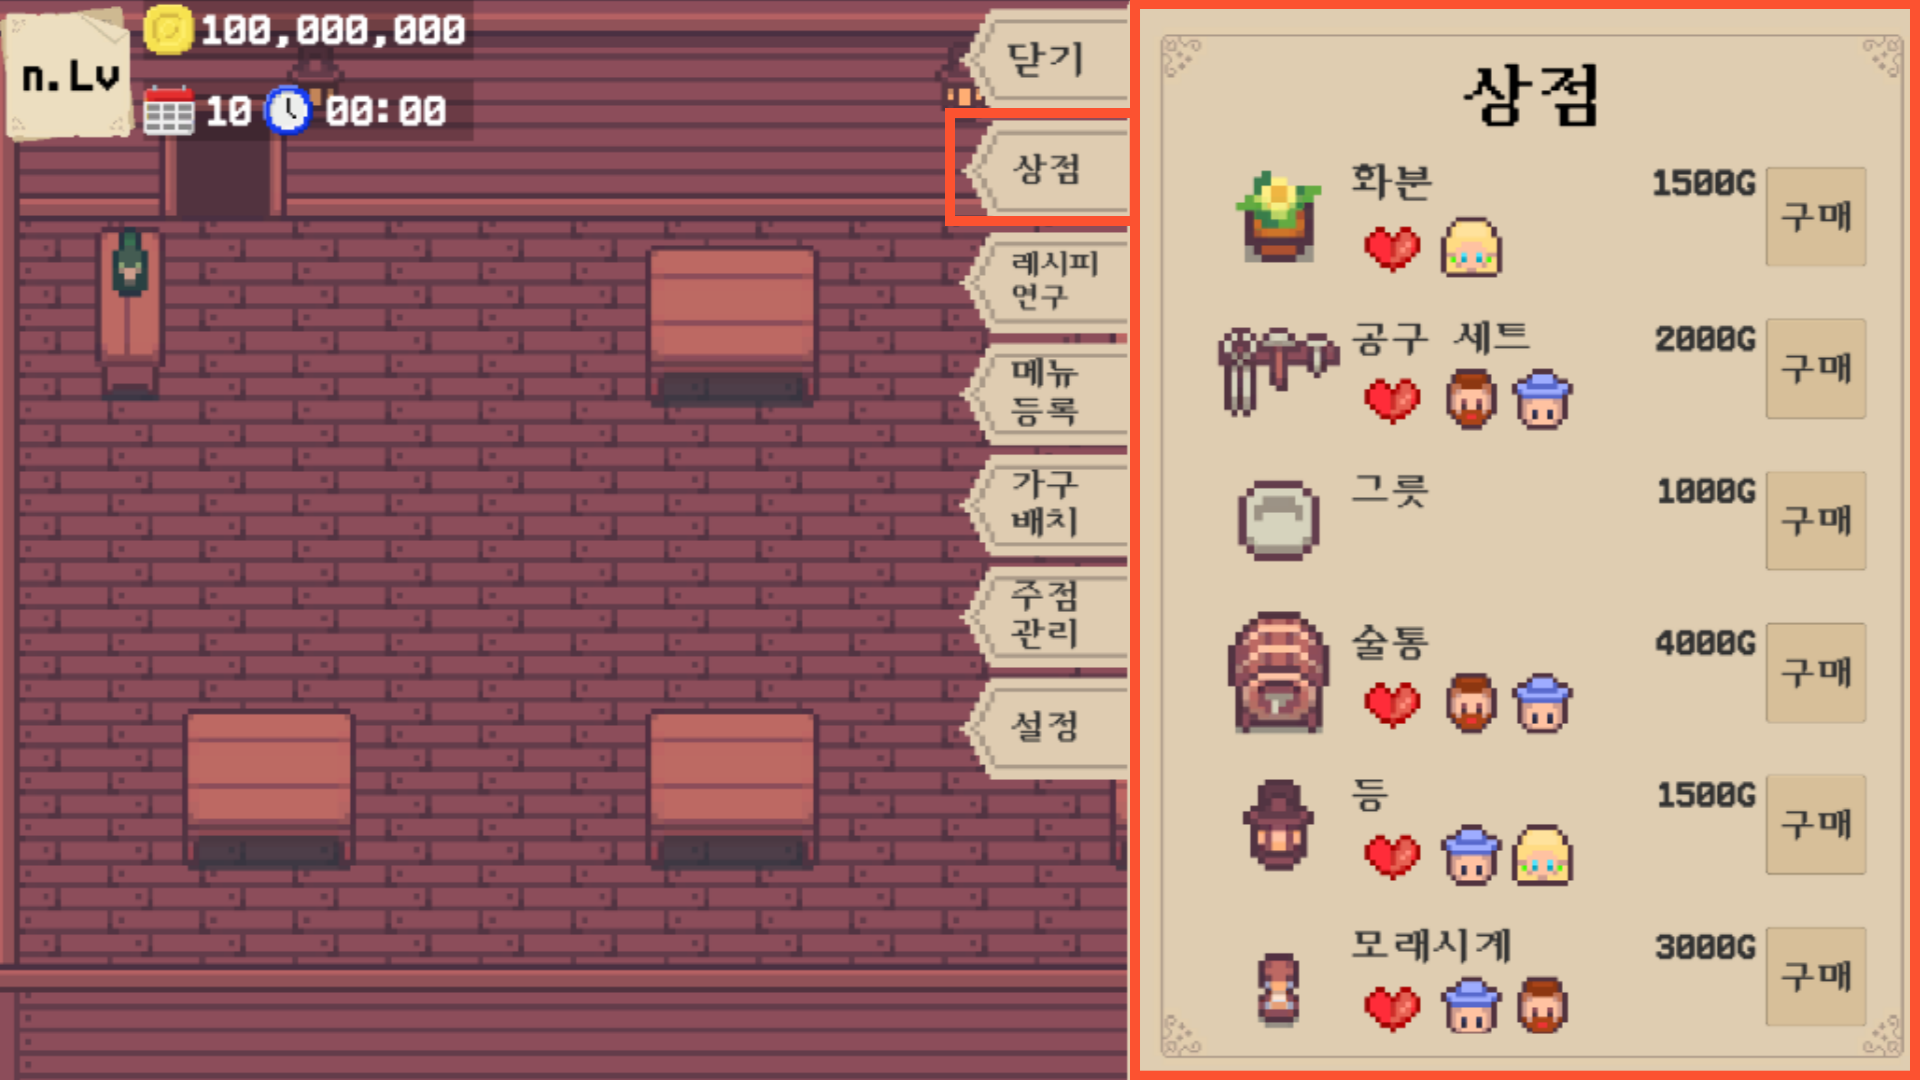 n.Lv
100,000,000
10 00:00
닫기
상점
레시피
연구
메뉴
등록
가구
배치
주점
관리
설정
상점
화분 1500G 구매
공구 세트 2000G 구매
그릇 1000G 구매
술통 4000G 구매
등 1500G 구매
모래시계 3000G 구매